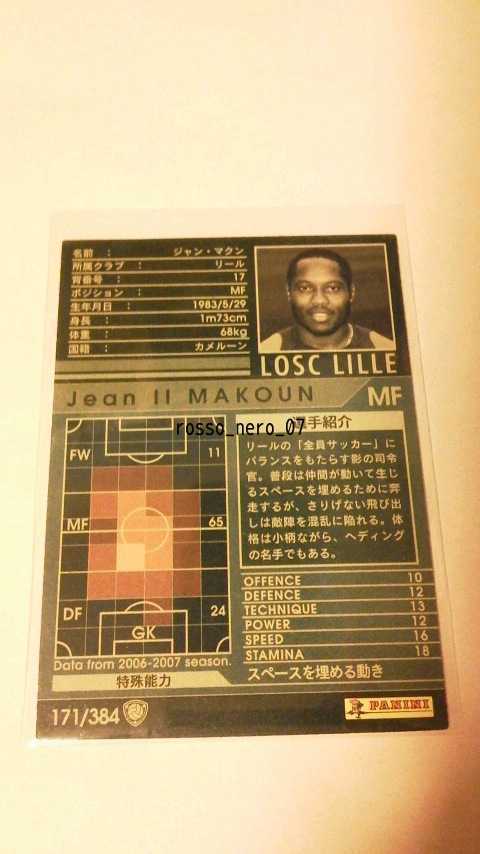 名前 : ジャン・マクン
所属クラブ : リール
背番号 : 17
ポジション : MF
生年月日 : 1983/5/29
身長 : 1m73cm
体重 : 68kg
国籍 : カメルーン
LOSC LILLE
Jean II MAKOUN MF
rosso_nero_07
手紹介
FW 11
MF 65
DF 24
GK
Data from 2006-2007 season.
リールの「全員サッカー」に
バランスをもたらす影の司令
官。普段は仲間が動いて生じ
るスペースを埋めるために奔
走するが、さりげない飛び出
しは敵陣を混乱に陥れる。体
格は小柄ながら、ヘディング
の名手でもある。
OFFENCE 10
DEFENCE 12
TECHNIQUE 13
POWER 12
SPEED 16
STAMINA 18
特殊能力 スペースを埋める動き
171/384
PANINI